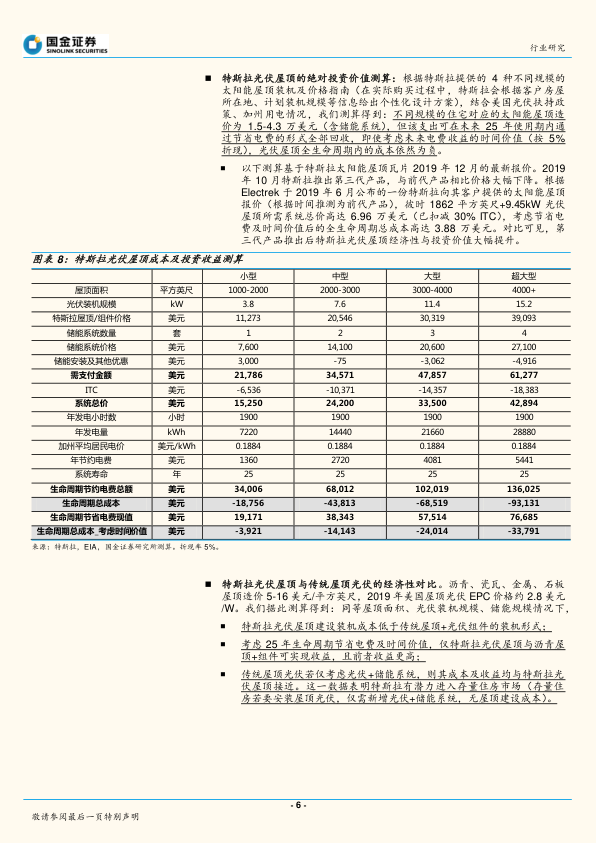 国金证券
SINOLINK SECURITIES
行业研究
■ 特斯拉光伏屋顶的绝对投资价值测算：根据特斯拉提供的 4 种不同规模的
太阳能屋顶装机及价格指南（在实际购买过程中，特斯拉会根据客户房屋
所在地、计划装机规模等信息给出个性化设计方案），结合美国光伏扶持政
策、加州用电情况，我们测算得到：不同规模的住宅对应的太阳能屋顶造
价为 1.5-4.3 万美元（含储能系统），但该支出可在未来 25 年使用期内通
过节省电费的形式全部回收，即使考虑未来电费收益的时间价值（按 5%
折现），光伏屋顶全生命周期内的成本依然为负。
■ 以下测算基于特斯拉太阳能屋顶瓦片 2019 年 12 月的最新报价。2019
年 10 月特斯拉推出第三代产品，与前代产品相比价格大幅下降。根据
Electrek 于 2019 年 6 月公布的一份特斯拉向其客户提供的太阳能屋顶
报价（根据时间推测为前代产品），彼时 1862 平方英尺+9.45kW 光伏
屋顶所需系统总价高达 6.96 万美元（已扣减 30% ITC），考虑节省电
费及时间价值后的全生命周期总成本高达 3.88 万美元。对比可见，第
三代产品推出后特斯拉光伏屋顶经济性与投资价值大幅提升。
图表 8：特斯拉光伏屋顶成本及投资收益测算
小型 中型 大型 超大型
屋顶面积 平方英尺 1000-2000 2000-3000 3000-4000 4000+
光伏装机规模 kW 3.8 7.6 11.4 15.2
特斯拉屋顶/组件价格 美元 11,273 20,546 30,319 39,093
储能系统数量 套 1 2 3 4
储能系统价格 美元 7,600 14,100 20,600 27,100
储能安装及其他优惠 美元 3,000 -75 -3,062 -4,916
需支付金额 美元 21,786 34,571 47,857 61,277
ITC 美元 -6,536 -10,371 -14,357 -18,383
系统总价 美元 15,250 24,200 33,500 42,894
年发电小时数 小时 1900 1900 1900 1900
年发电量 kWh 7220 14440 21660 28880
加州平均居民电价 美元/kWh 0.1884 0.1884 0.1884 0.1884
年节约电费 美元 1360 2720 4081 5441
系统寿命 年 25 25 25 25
生命周期节约电费总额 美元 34,006 68,012 102,019 136,025
生命周期总成本 美元 -18,756 -43,813 -68,519 -93,131
生命周期节省电费现值 美元 19,171 38,343 57,514 76,685
生命周期总成本_考虑时间价值 美元 -3,921 -14,143 -24,014 -33,791
来源：特斯拉，EIA，国金证券研究所测算。折现率 5%。
■ 特斯拉光伏屋顶与传统屋顶光伏的经济性对比。沥青、瓷瓦、金属、石板
屋顶造价 5-16 美元/平方英尺，2019 年美国屋顶光伏 EPC 价格约 2.8 美元
/W。我们据此测算得到：同等屋顶面积、光伏装机规模、储能规模情况下，
■ 特斯拉光伏屋顶建设装机成本低于传统屋顶+光伏组件的装机形式；
■ 考虑 25 年生命周期节省电费及时间价值，仅特斯拉光伏屋顶与沥青屋
顶+组件可实现收益，且前者收益更高；
■ 传统屋顶光伏若仅考虑光伏+储能系统，则其成本及收益均与特斯拉光
伏屋顶接近。这一数据表明特斯拉有潜力进入存量住房市场（存量住
房若要安装屋顶光伏，仅需新增光伏+储能系统，无屋顶建设成本）。
- 6 -
敬请参阅最后一页特别声明